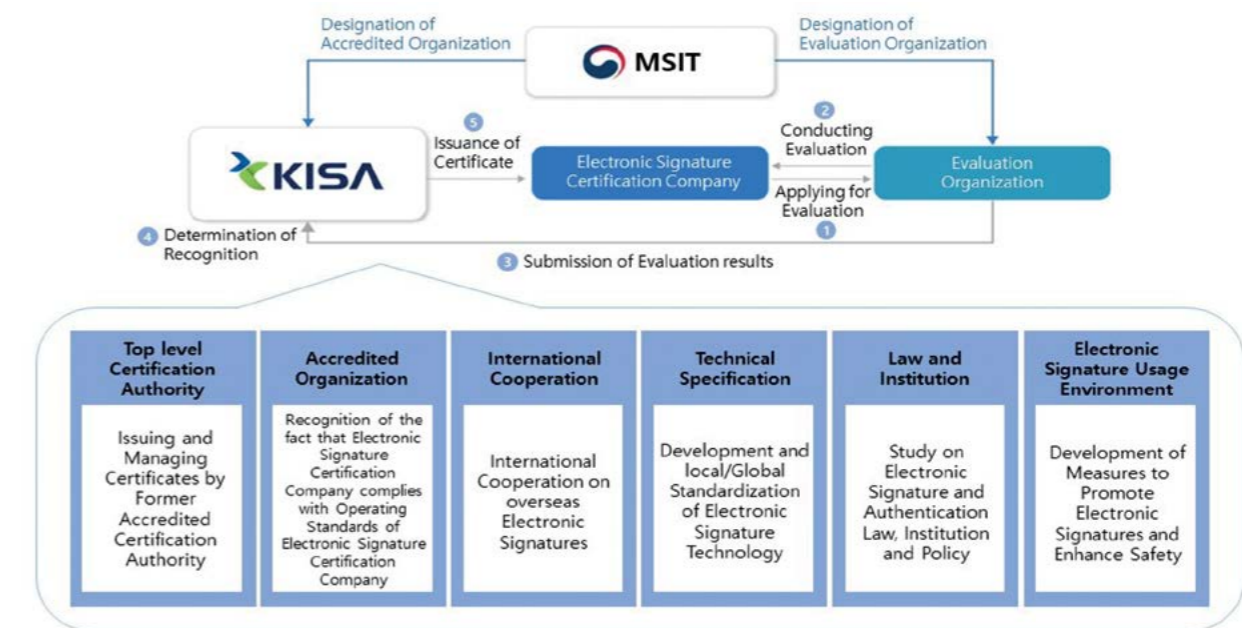 Designation of
Accredited Organization
MSIT
Designation of
Evaluation Organization
KISA
5
Issuance of
Certificate
Electronic Signature
Certification Company
2
Conducting
Evaluation
Applying for
Evaluation
1
Evaluation
Organization
4 Determination of
Recognition
3 Submission of Evaluation results
Top level
Certification
Authority
Issuing and
Managing
Certificates by
Former
Accredited
Certification
Authority
Accredited
Organization
Recognition of the
fact that Electronic
Signature
Certification
Company complies
with Operating
Standards of
Electronic Signature
Certification
Company
International
Cooperation
International
Cooperation on
overseas
Electronic
Signatures
Technical
Specification
Development and
local/Global
Standardization
of Electronic
Signature
Technology
Law and
Institution
Study on
Electronic
Signature and
Authentication
Law, Institution
and Policy
Electronic
Signature Usage
Environment
Development of
Measures to
Promote
Electronic
Signatures and
Enhance Safety